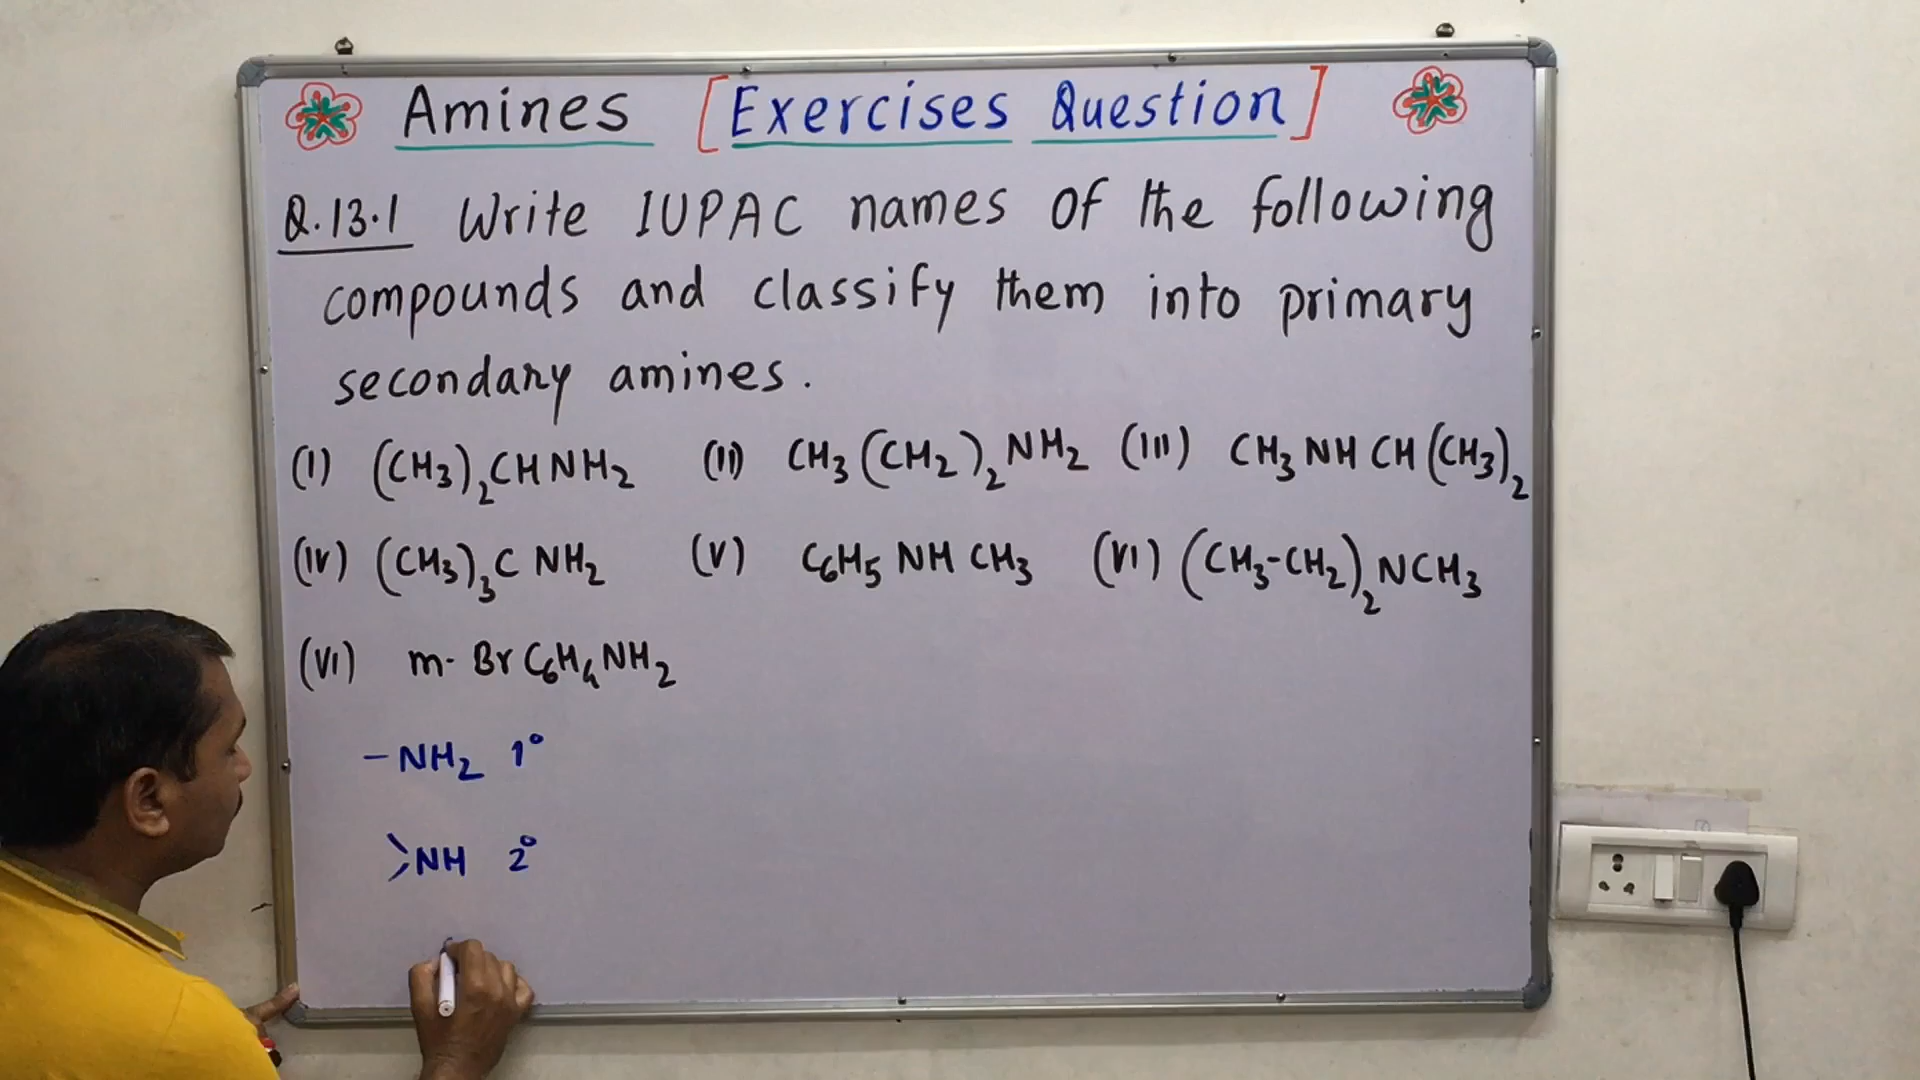 Amines [Exercises Question]
Q.13.1 Write IUPAC names of the following
compounds and classify them into primary
secondary amines.
(I) (CH3)2CHNH2 (II) CH3(CH2)2NH2 (III) CH3NHCH(CH3)2
(IV) (CH3)3C NH2 (V) C6H5NHCH3 (VI) (CH3-CH2)2NCH3
(VI) m-BrC6H4NH2
-NH2 1°
>NH 2°